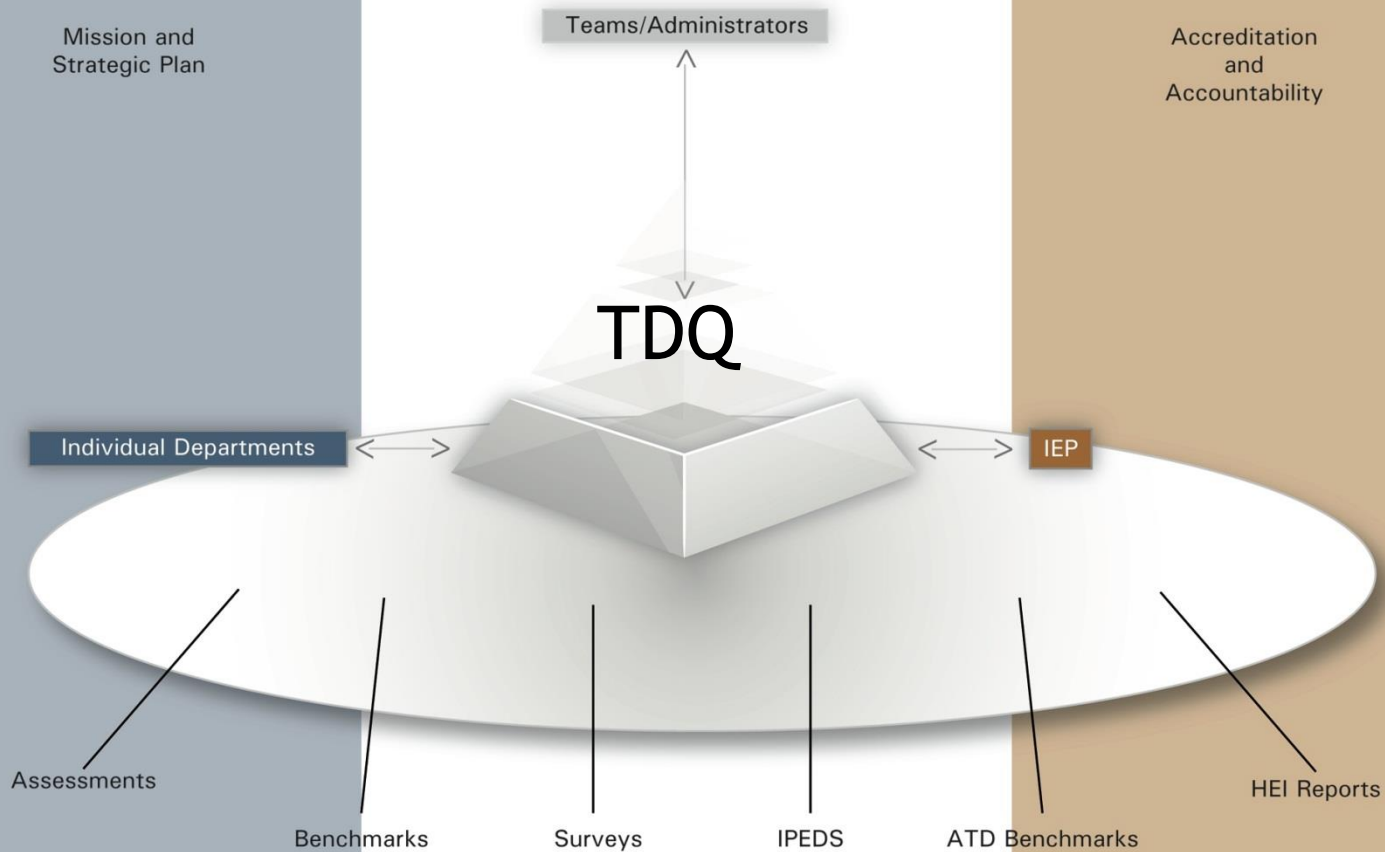 Mission and
Strategic Plan
Teams/Administrators
Accreditation
and
Accountability
TDQ
Individual Departments
IEP
Assessments
HEI Reports
Benchmarks
Surveys
IPEDS
ATD Benchmarks